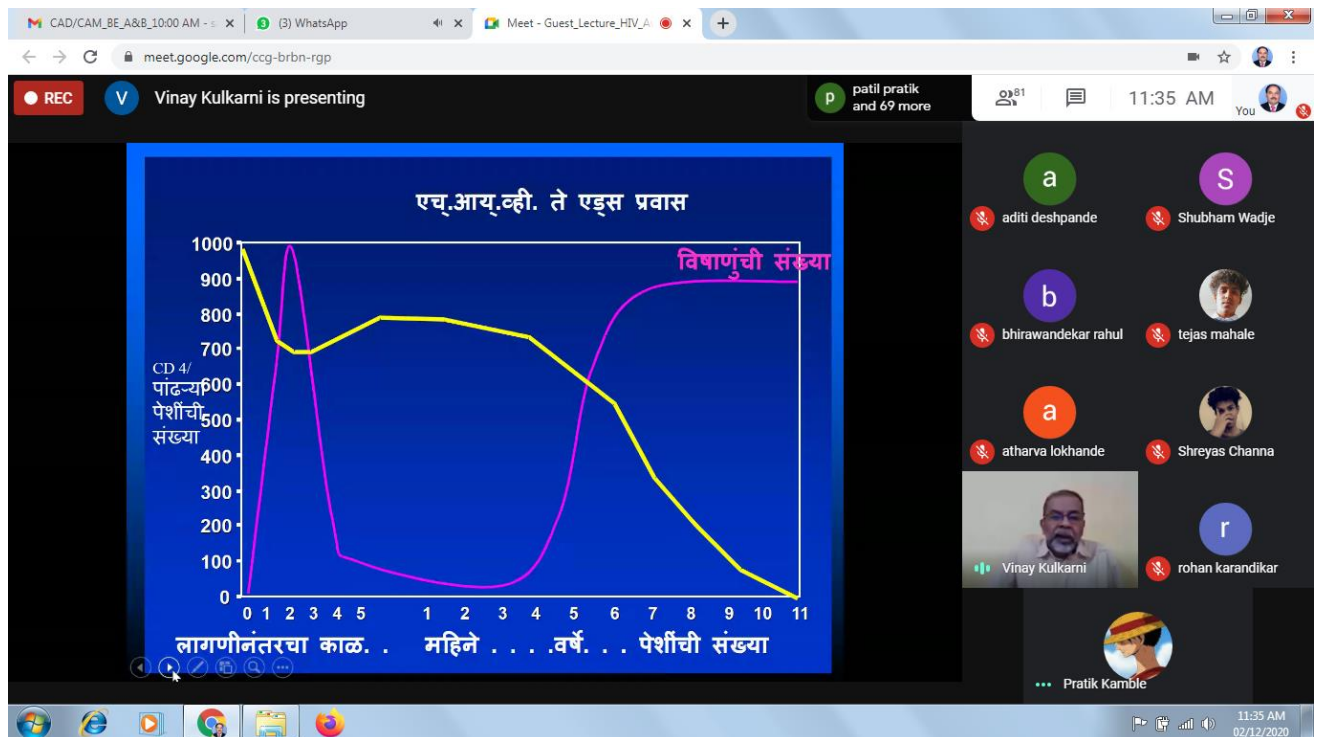 CAD/CAM_BE_A&B_10:00 AM - s
(3) WhatsApp
Meet - Guest_Lecture_HIV_A
meet.google.com/ccg-brbn-rgp
REC
V
Vinay Kulkarni is presenting
p
patil pratik
and 69 more
81
11:35 AM
You
एच्.आय्.व्ही. ते एड्स प्रवास
विषाणुंची संख्या
1000
900
800
700
CD 4/
पांढऱ्या
पेशींची
संख्या
600
500
400
300
200
100
0
0 1 2 3 4 5 1 2 3 4 5 6 7 8 9 10 11
लागणीनंतरचा काळ. . महिने . . . .वर्षे. . . पेशींची संख्या
a
aditi deshpande
S
Shubham Wadje
b
bhirawandekar rahul
tejas mahale
a
atharva lokhande
Shreyas Channa
Vinay Kulkarni
r
rohan karandikar
Pratik Kamble
11:35 AM
02/12/2020